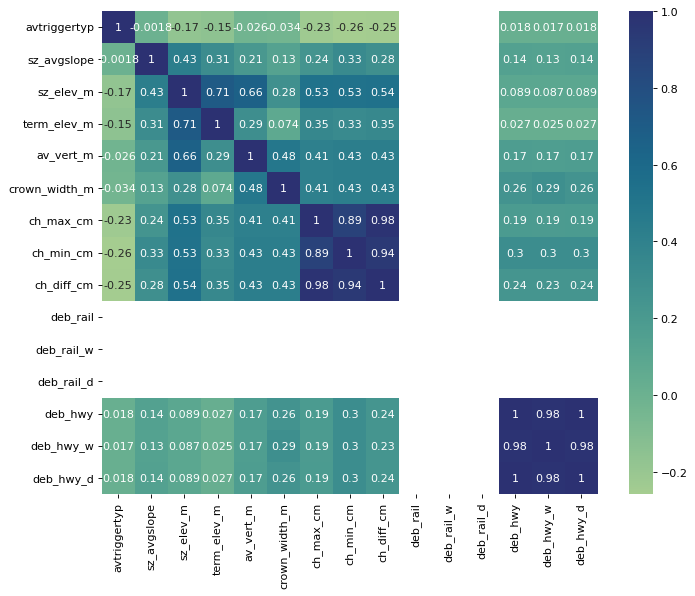 avtriggertyp 1 -0.0018 -0.17 -0.15 -0.026 -0.034 -0.23 -0.26 -0.25 0.018 0.017 0.018
sz_avgslope -0.0018 1 0.43 0.31 0.21 0.13 0.24 0.33 0.28 0.14 0.13 0.14
sz_elev_m -0.17 0.43 1 0.71 0.66 0.28 0.53 0.53 0.54 0.089 0.087 0.089
term_elev_m -0.15 0.31 0.71 1 0.29 0.074 0.35 0.33 0.35 0.027 0.025 0.027
av_vert_m -0.026 0.21 0.66 0.29 1 0.48 0.41 0.43 0.43 0.17 0.17 0.17
crown_width_m -0.034 0.13 0.28 0.074 0.48 1 0.41 0.43 0.43 0.26 0.29 0.26
ch_max_cm -0.23 0.24 0.53 0.35 0.41 0.41 1 0.89 0.98 0.19 0.19 0.19
ch_min_cm -0.26 0.33 0.53 0.33 0.43 0.43 0.89 1 0.94 0.3 0.3 0.3
ch_diff_cm -0.25 0.28 0.54 0.35 0.43 0.43 0.98 0.94 1 0.24 0.23 0.24
deb_rail
deb_rail_w
deb_rail_d
deb_hwy 0.018 0.14 0.089 0.027 0.17 0.26 0.19 0.3 0.24 1 0.98 1
deb_hwy_w 0.017 0.13 0.087 0.025 0.17 0.29 0.19 0.3 0.23 0.98 1 0.98
deb_hwy_d 0.018 0.14 0.089 0.027 0.17 0.26 0.19 0.3 0.24 1 0.98 1
avtriggertyp
sz_avgslope
sz_elev_m
term_elev_m
av_vert_m
crown_width_m
ch_max_cm
ch_min_cm
ch_diff_cm
deb_rail
deb_rail_w
deb_rail_d
deb_hwy
deb_hwy_w
deb_hwy_d
1.0
0.8
0.6
0.4
0.2
0.0
−0.2